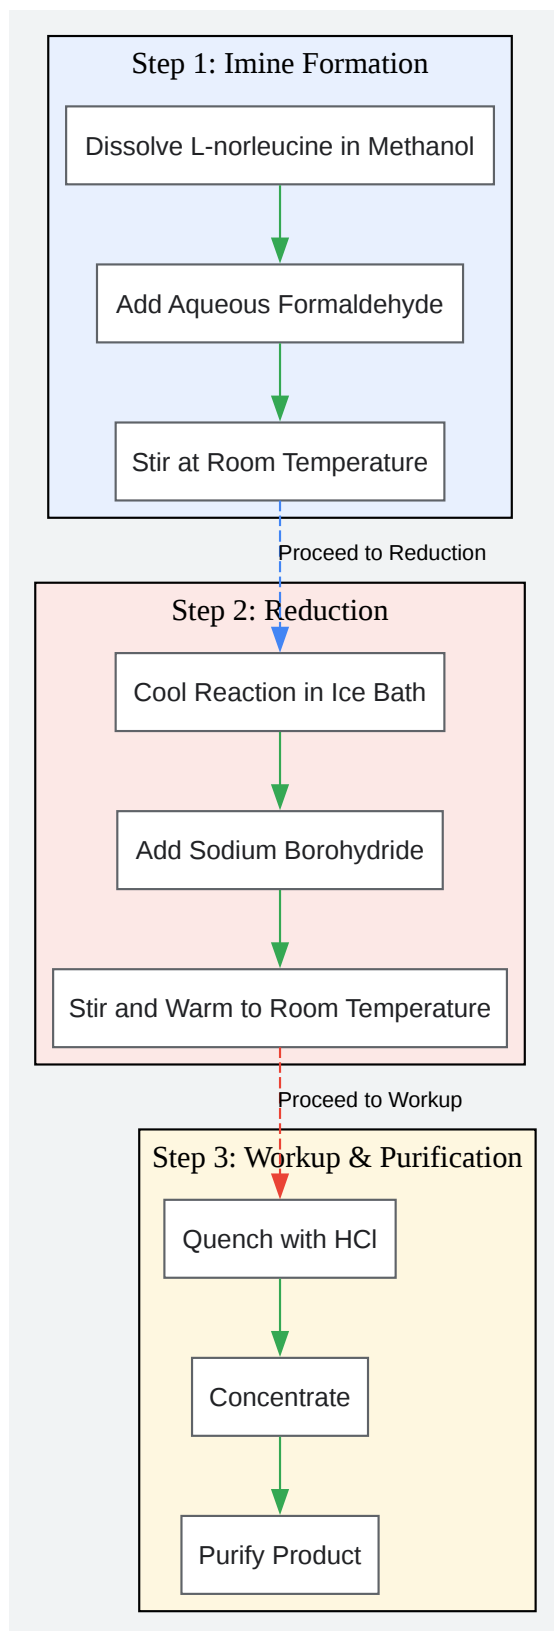 Step 1: Imine Formation
Dissolve L-norleucine in Methanol
Add Aqueous Formaldehyde
Stir at Room Temperature
Proceed to Reduction
Step 2: Reduction
Cool Reaction in Ice Bath
Add Sodium Borohydride
Stir and Warm to Room Temperature
Proceed to Workup
Step 3: Workup & Purification
Quench with HCl
Concentrate
Purify Product